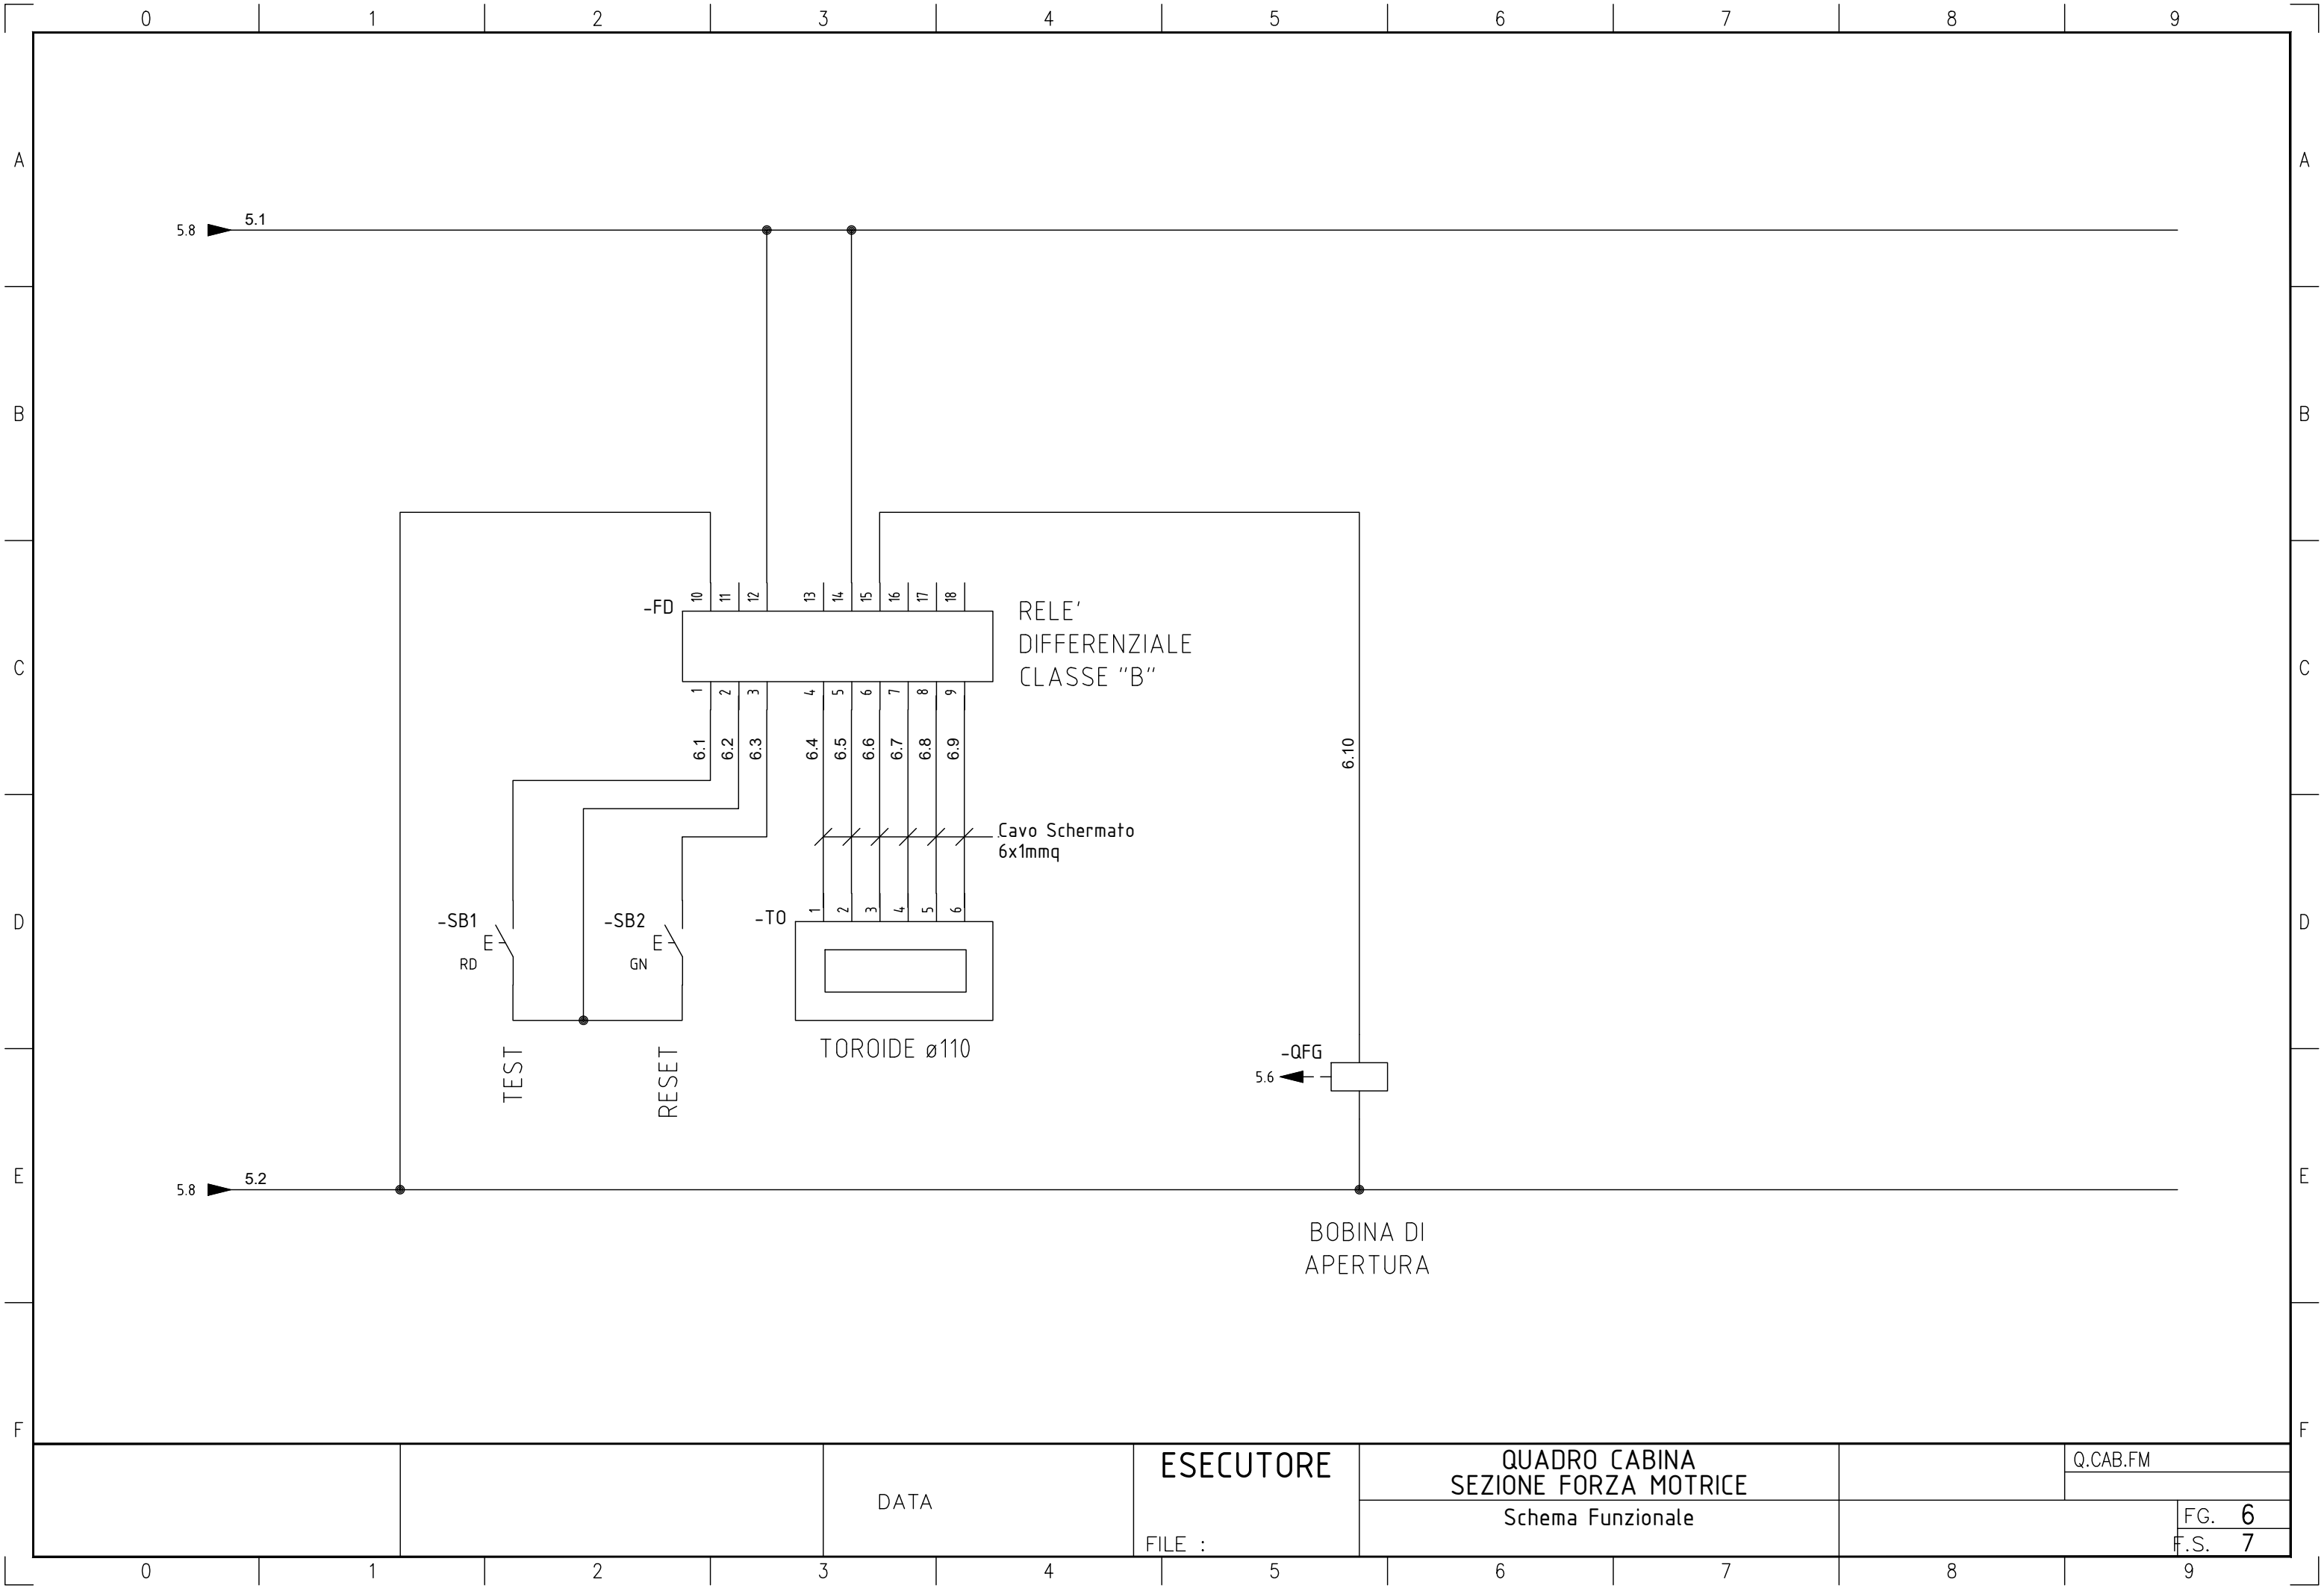 0 1 2 3 4 5 6 7 8 9
A A
5.8 5.1
B B
-FD 10 11 12 13 14 15 16 17 18
RELE'
DIFFERENZIALE
CLASSE "B"
C C
1 2 3 4 5 6 7 8 9
6.1 6.2 6.3 6.4 6.5 6.6 6.7 6.8 6.9 6.10
Cavo Schermato
6x1mmq
D D
-SB1 E RD
-SB2 E GN
-TO 1 2 3 4 5 6
TOROIDE ø110
TEST
RESET
-QFG
5.6
E E
5.8 5.2
BOBINA DI
APERTURA
F F
DATA
ESECUTORE
FILE :
QUADRO CABINA
SEZIONE FORZA MOTRICE
Schema Funzionale
Q.CAB.FM
FG. 6
F.S. 7
0 1 2 3 4 5 6 7 8 9